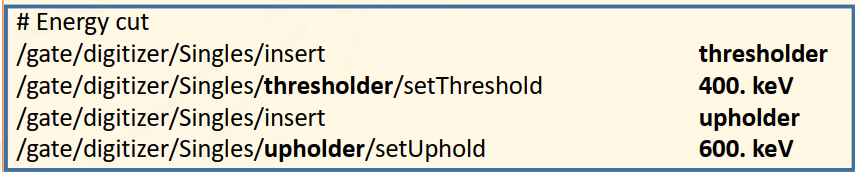 # Energy cut
/gate/digitizer/Singles/insert thresholder
/gate/digitizer/Singles/thresholder/setThreshold 400. keV
/gate/digitizer/Singles/insert upholder
/gate/digitizer/Singles/upholder/setUphold 600. keV